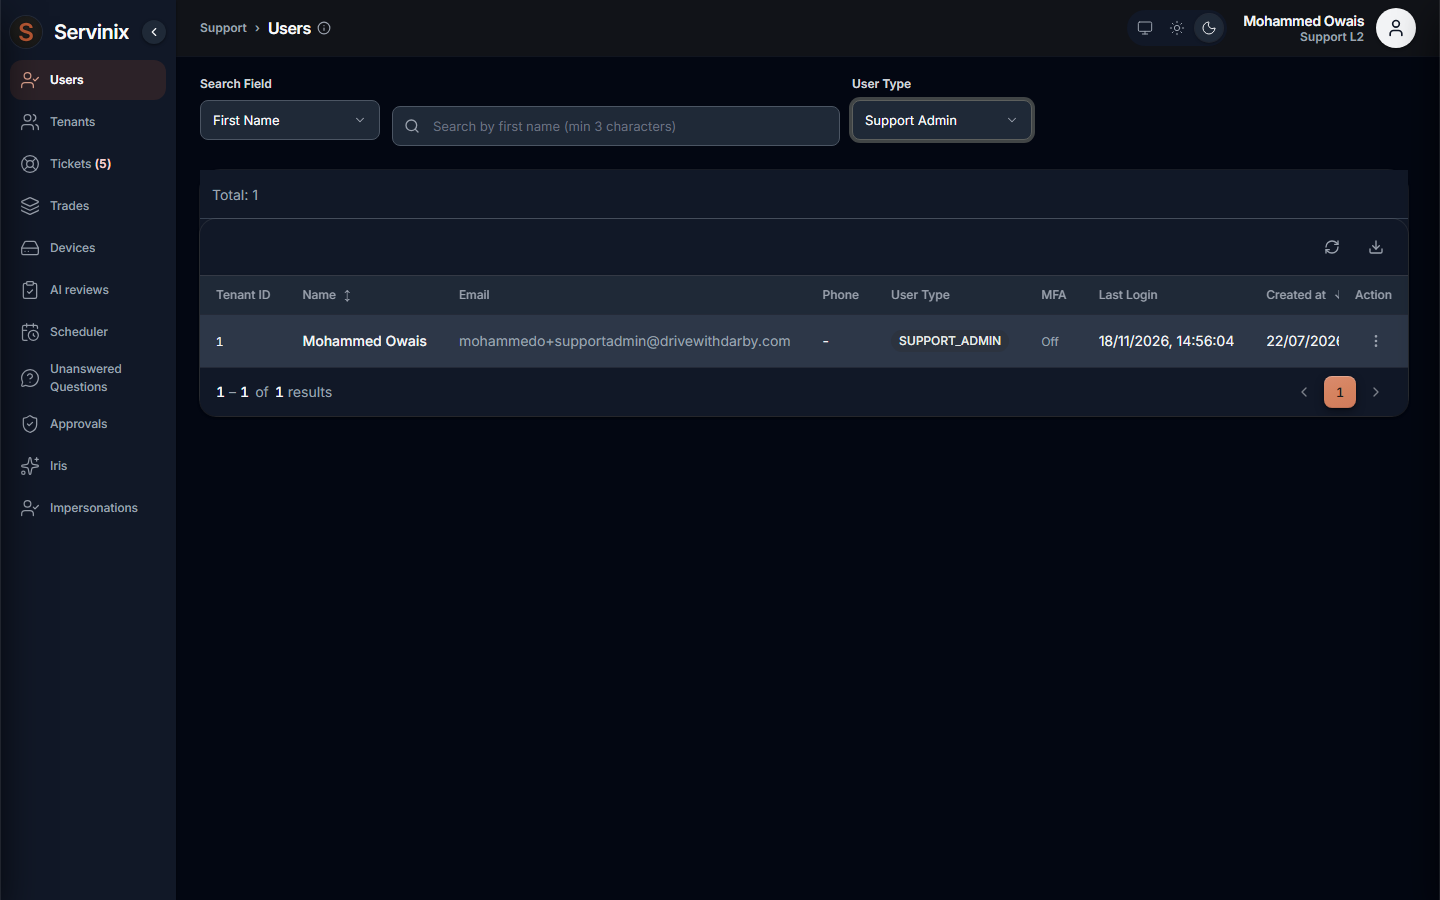 S Servinix
Support › Users
Mohammed Owais
Support L2
Users
Tenants
Tickets (5)
Trades
Devices
AI reviews
Scheduler
Unanswered
Questions
Approvals
Iris
Impersonations
Search Field
User Type
First Name
Search by first name (min 3 characters)
Support Admin
Total: 1
Tenant ID Name Email Phone User Type MFA Last Login Created at Action
1 Mohammed Owais mohammedo+supportadmin@drivewithdarby.com - SUPPORT_ADMIN Off 18/11/2026, 14:56:04 22/07/2026
1 – 1 of 1 results
1